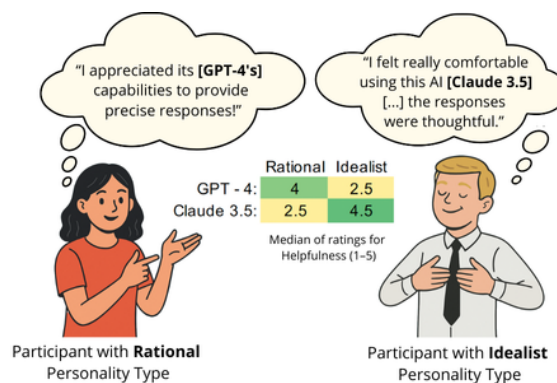 “I appreciated its [GPT-4's]
capabilities to provide
precise responses!”
“I felt really comfortable
using this AI [Claude 3.5]
[...] the responses
were thoughtful.”
Rational Idealist
GPT - 4: 4 2.5
Claude 3.5: 2.5 4.5
Median of ratings for
Helpfulness (1–5)
Participant with Rational
Personality Type
Participant with Idealist
Personality Type